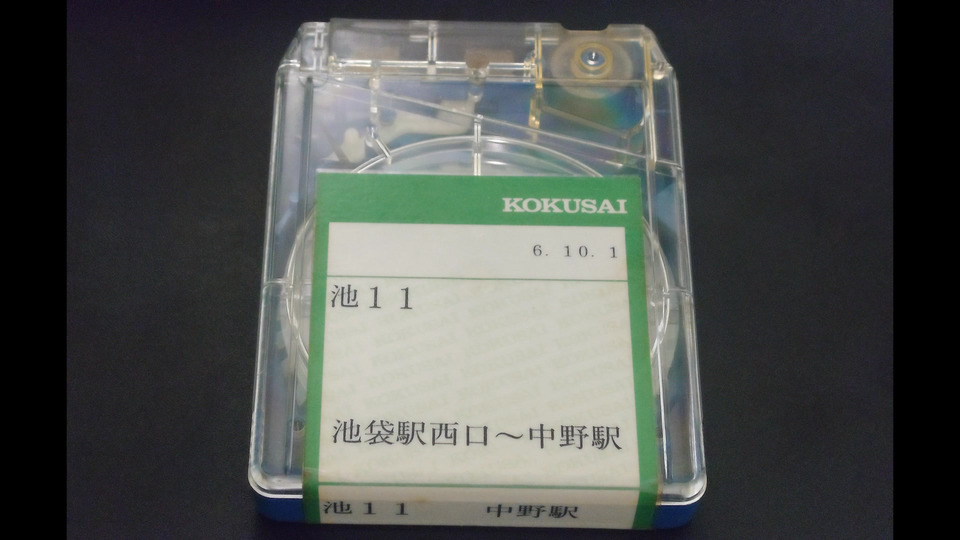 KOKUSAI
6. 10. 1
池11
池袋駅西口～中野駅
池11 中野駅